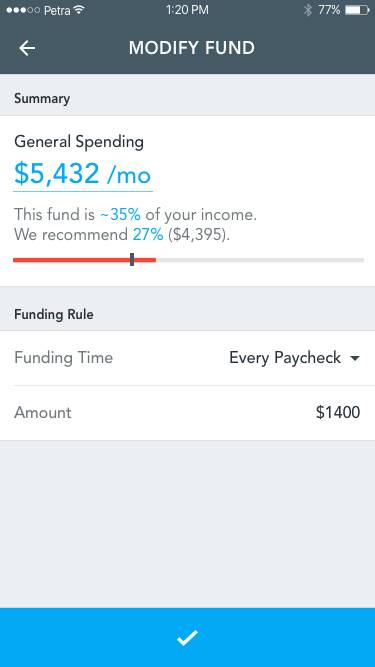 Petra 1:20 PM 77%
MODIFY FUND
Summary
General Spending
$5,432 /mo
This fund is ~35% of your income.
We recommend 27% ($4,395).
Funding Rule
Funding Time Every Paycheck
Amount $1400